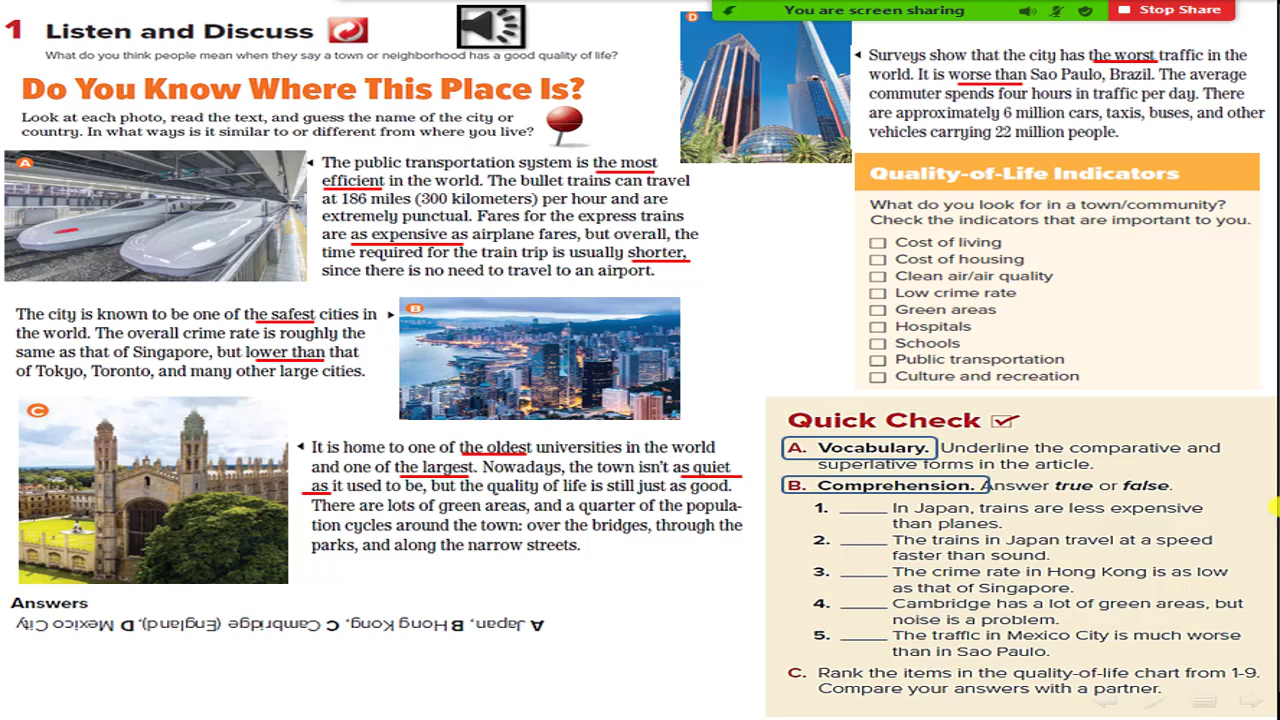 1 Listen and Discuss
What do you think people mean when they say a town or neighborhood has a good quality of life?
Do You Know Where This Place Is?
Look at each photo, read the text, and guess the name of the city or
country. In what ways is it similar to or different from where you live?
A
The public transportation system is the most
efficient in the world. The bullet trains can travel
at 186 miles (300 kilometers) per hour and are
extremely punctual. Fares for the express trains
are as expensive as airplane fares, but overall, the
time required for the train trip is usually shorter,
since there is no need to travel to an airport.
The city is known to be one of the safest cities in
the world. The overall crime rate is roughly the
same as that of Singapore, but lower than that
of Tokyo, Toronto, and many other large cities.
B
C
It is home to one of the oldest universities in the world
and one of the largest. Nowadays, the town isn't as quiet
as it used to be, but the quality of life is still just as good.
There are lots of green areas, and a quarter of the popula-
tion cycles around the town: over the bridges, through the
parks, and along the narrow streets.
Answers
A Japan, B Hong Kong, C Cambridge (England), D Mexico City
D
You are screen sharing
Stop Share
Surveys show that the city has the worst traffic in the
world. It is worse than Sao Paulo, Brazil. The average
commuter spends four hours in traffic per day. There
are approximately 6 million cars, taxis, buses, and other
vehicles carrying 22 million people.
Quality-of-Life Indicators
What do you look for in a town/community?
Check the indicators that are important to you.
Cost of living
Cost of housing
Clean air/air quality
Low crime rate
Green areas
Hospitals
Schools
Public transportation
Culture and recreation
Quick Check
A. Vocabulary. Underline the comparative and
superlative forms in the article.
B. Comprehension. Answer true or false.
1. _____ In Japan, trains are less expensive
than planes.
2. _____ The trains in Japan travel at a speed
faster than sound.
3. _____ The crime rate in Hong Kong is as low
as that of Singapore.
4. _____ Cambridge has a lot of green areas, but
noise is a problem.
5. _____ The traffic in Mexico City is much worse
than in Sao Paulo.
C. Rank the items in the quality-of-life chart from 1-9.
Compare your answers with a partner.